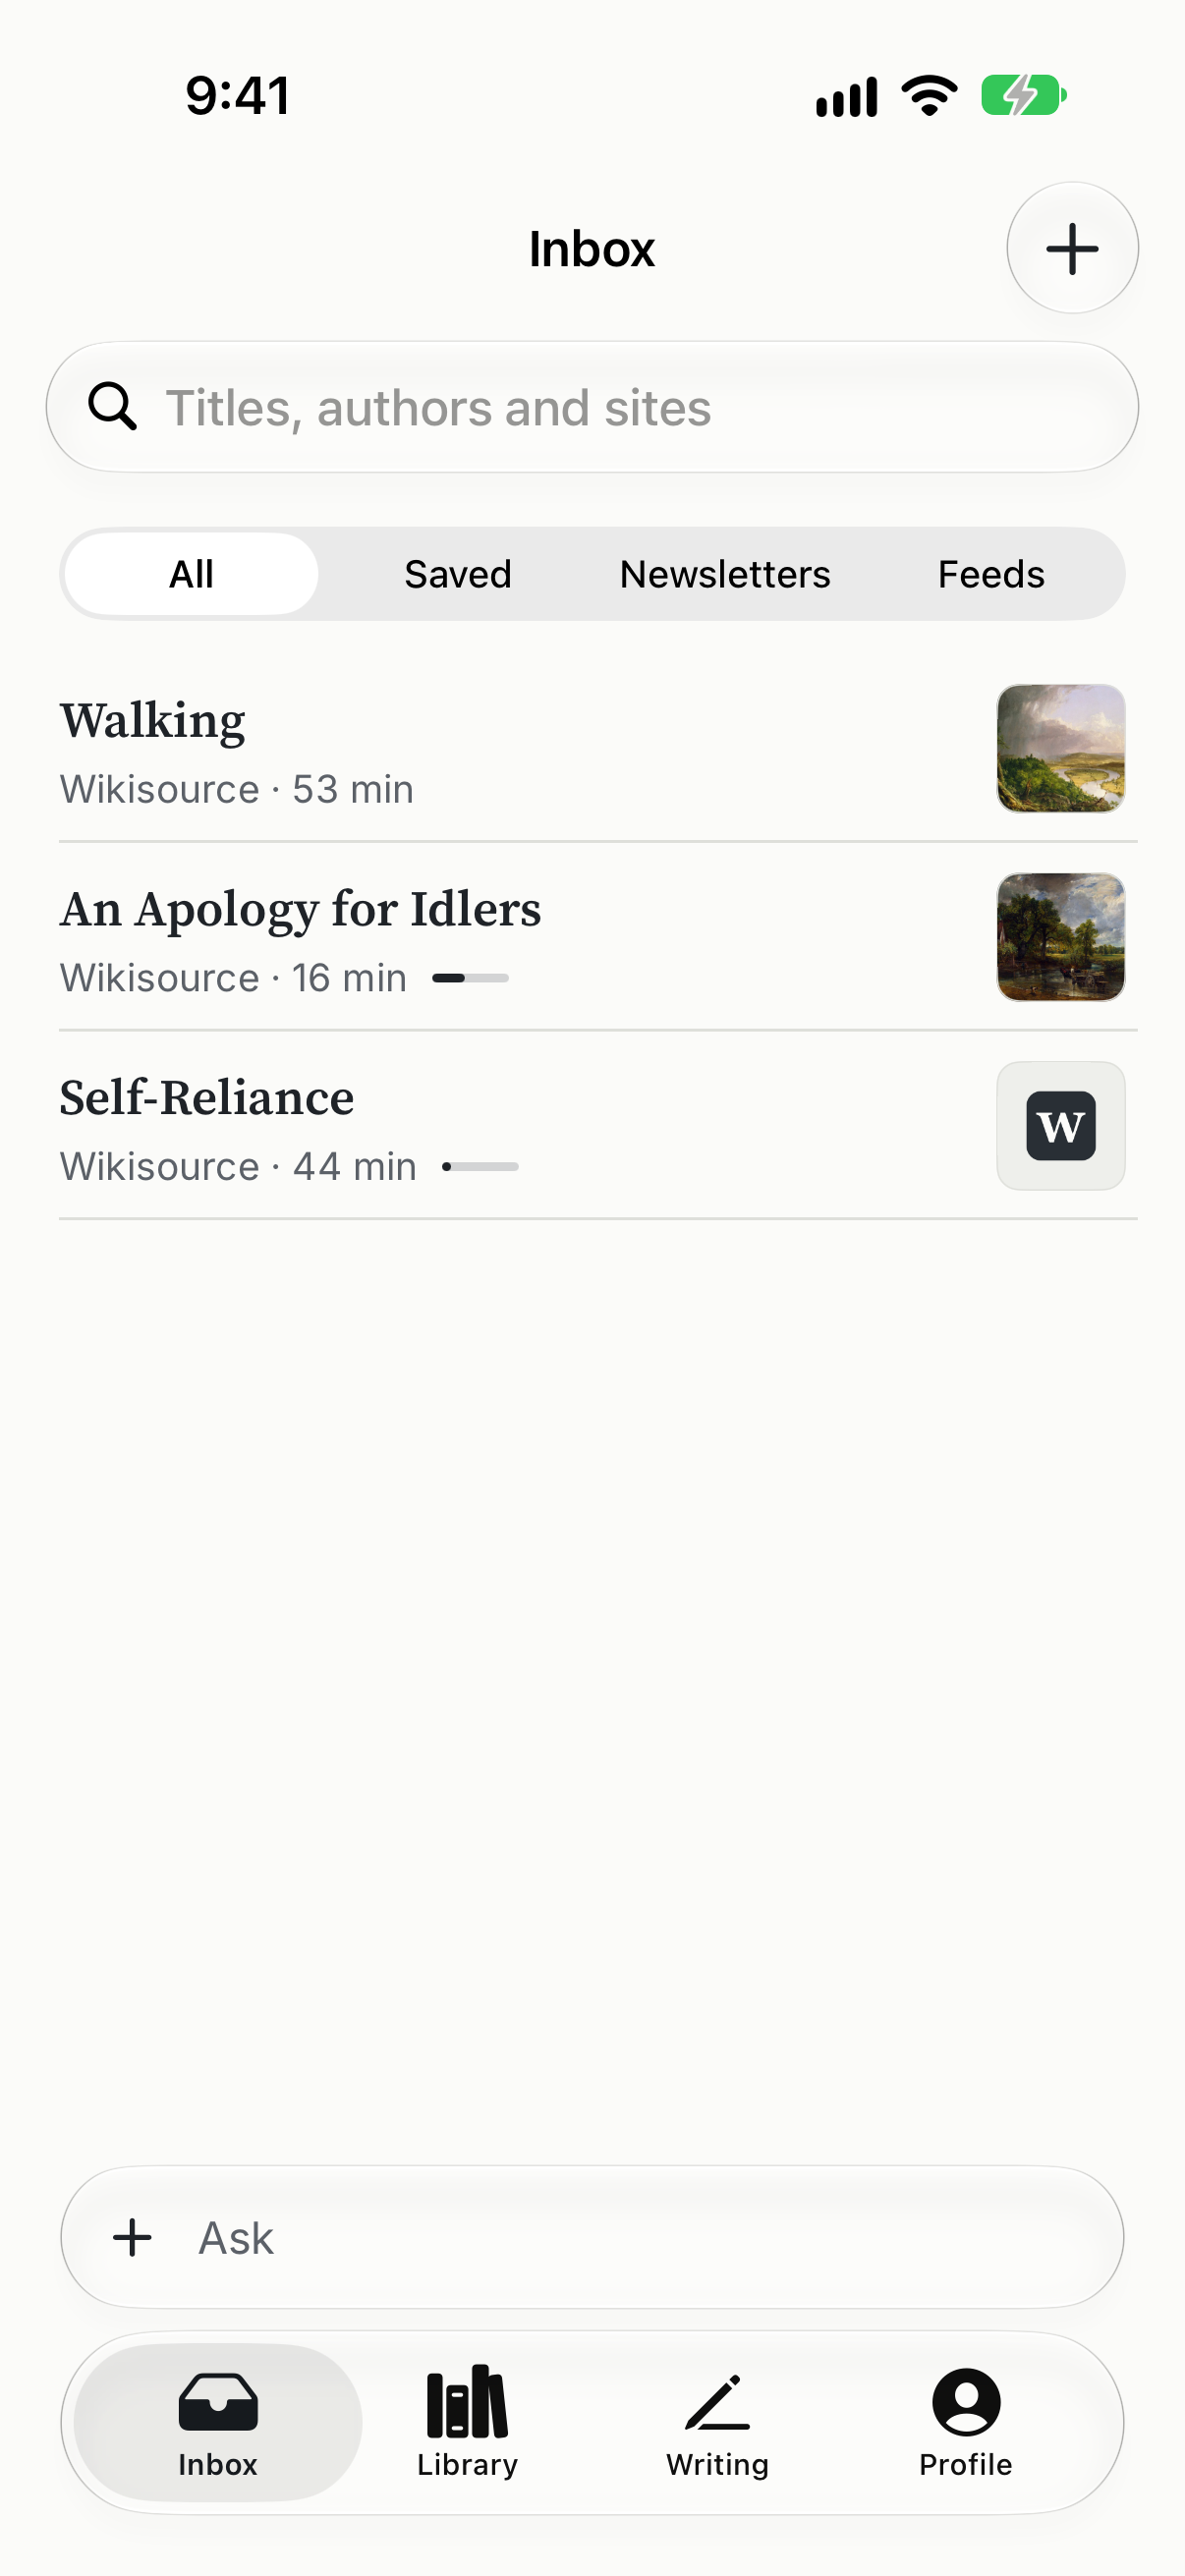 9:41
Inbox
Titles, authors and sites
All Saved Newsletters Feeds
Walking
Wikisource · 53 min
An Apology for Idlers
Wikisource · 16 min
Self-Reliance
Wikisource · 44 min
W
Ask
Inbox Library Writing Profile